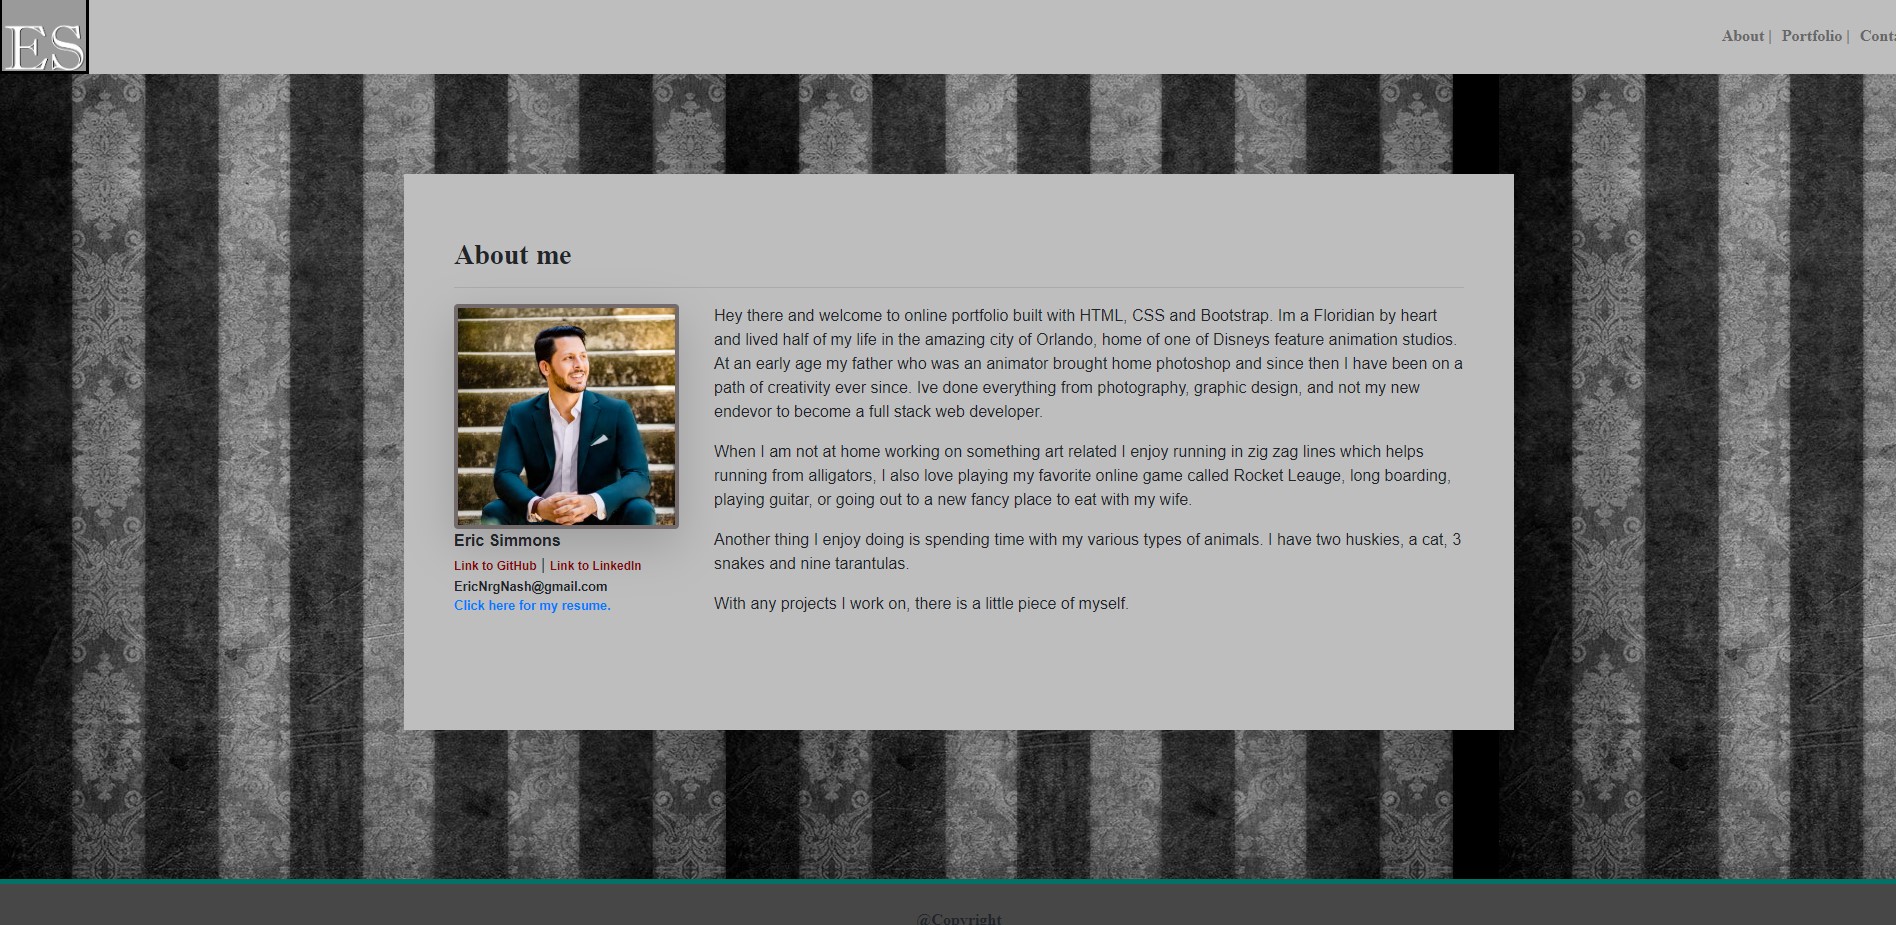 ES
About | Portfolio | Conta
About me
Hey there and welcome to online portfolio built with HTML, CSS and Bootstrap. Im a Floridian by heart
and lived half of my life in the amazing city of Orlando, home of one of Disneys feature animation studios.
At an early age my father who was an animator brought home photoshop and since then I have been on a
path of creativity ever since. Ive done everything from photography, graphic design, and not my new
endevor to become a full stack web developer.
When I am not at home working on something art related I enjoy running in zig zag lines which helps
running from alligators, I also love playing my favorite online game called Rocket Leauge, long boarding,
playing guitar, or going out to a new fancy place to eat with my wife.
Another thing I enjoy doing is spending time with my various types of animals. I have two huskies, a cat, 3
snakes and nine tarantulas.
With any projects I work on, there is a little piece of myself.
Eric Simmons
Link to GitHub | Link to LinkedIn
EricNrgNash@gmail.com
Click here for my resume.
@Copyright